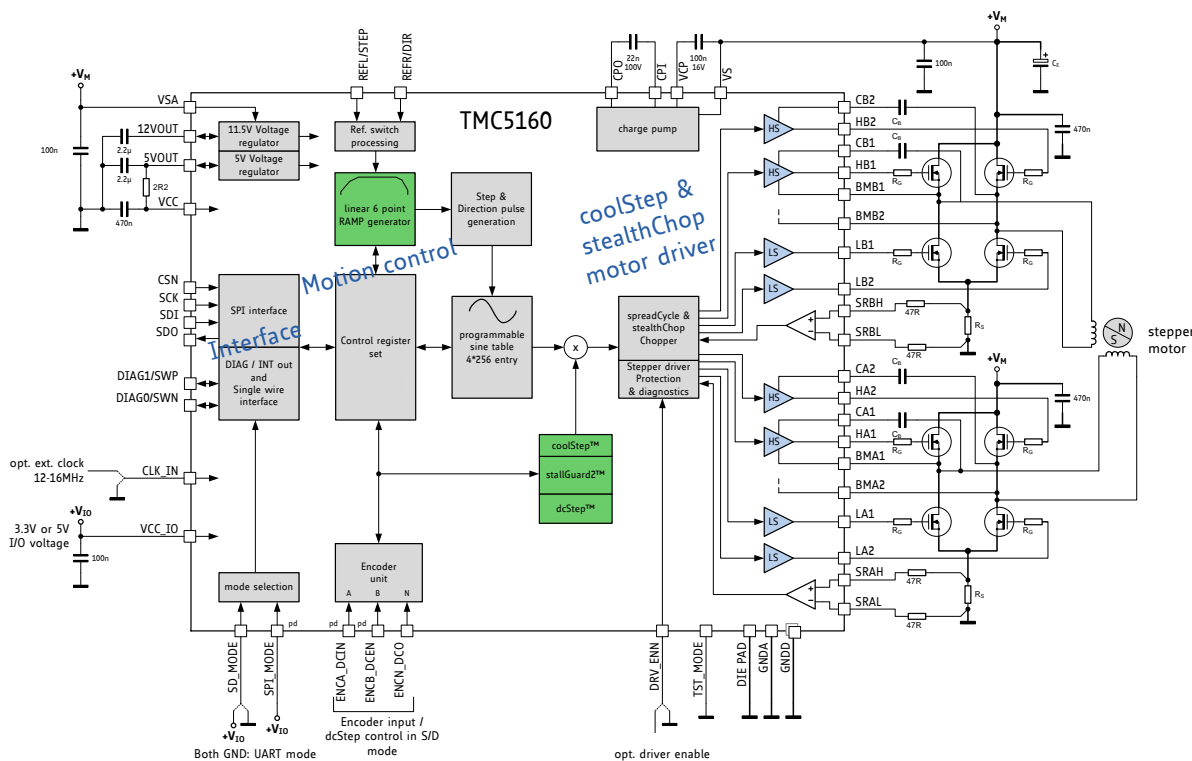 +VM
REFL/STEP
REFR/DIR
CPO
22n
100V
CPI
VCP
100n
16V
VS
+VM
100n
CE
+VM
VSA
12VOUT
2.2µ
5VOUT
2.2µ
2R2
VCC
470n
100n
11.5V Voltage
regulator
5V Voltage
regulator
Ref. switch
processing
TMC5160
charge pump
linear 6 point
RAMP generator
Step &
Direction pulse
generation
coolStep &
stealthChop
motor driver
Motion control
Interface
CSN
SCK
SDI
SDO
DIAG1/SWP
DIAG0/SWN
SPI interface
DIAG / INT out
and
Single wire
interface
Control register
set
programmable
sine table
4*256 entry
x
spreadCycle &
stealthChop
Chopper
Stepper driver
Protection
& diagnostics
coolStep™
stallGuard2™
dcStep™
HS
HS
LS
LS
+
−
HS
HS
LS
LS
+
−
CB2
CB
HB2
CB1
CB
HB1
RG
RG
BMB1
BMB2
LB1
RG
RG
LB2
SRBH
47R
RS
SRBL
47R
470n
N
S
stepper
motor
+VM
CA2
CB
HA2
CA1
CB
HA1
RG
RG
BMA1
BMA2
LA1
RG
RG
LA2
SRAH
47R
RS
SRAL
47R
470n
opt. ext. clock
12-16MHz
CLK_IN
+VIO
3.3V or 5V
I/O voltage
VCC_IO
100n
mode selection
Encoder
unit
A B N
pd
pd
pd
SD_MODE
SPI_MODE
ENCA_DCIN
ENCB_DCEN
ENCN_DCO
DRV_ENN
TST_MODE
DIE PAD
GNDA
GNDD
+VIO
+VIO
Both GND: UART mode
Encoder input /
dcStep control in S/D
mode
opt. driver enable